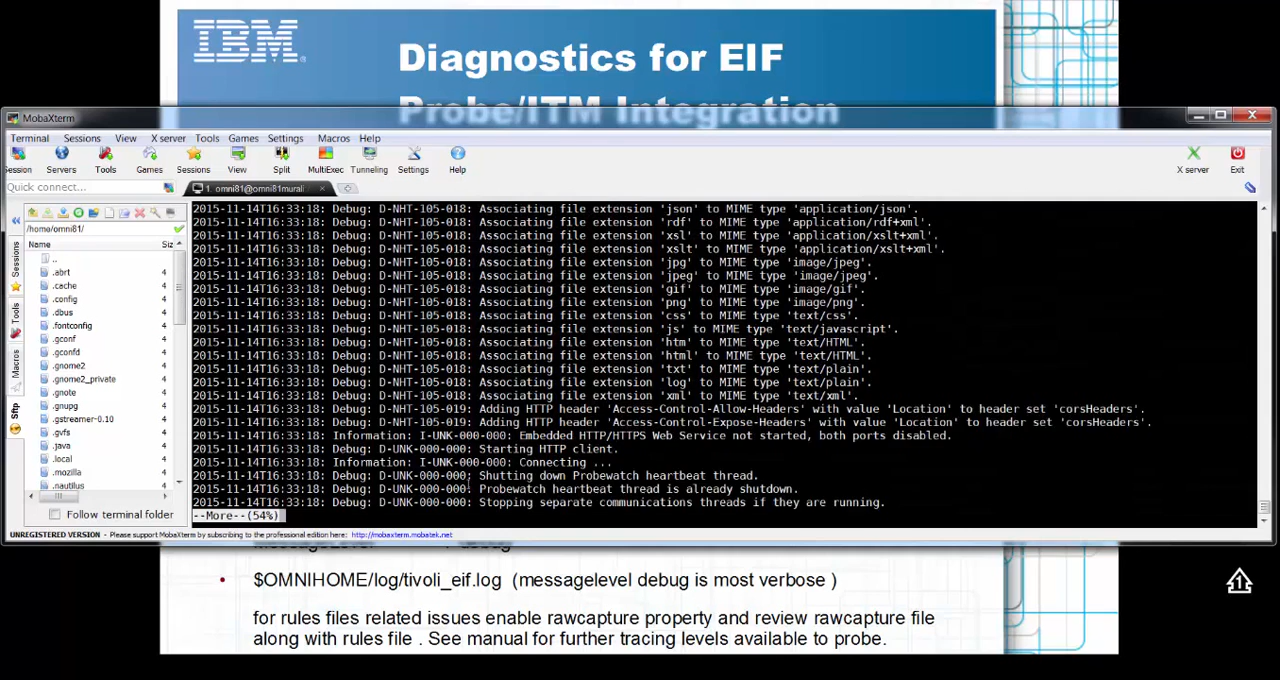 IBM
Diagnostics for EIF
Probe/ITM Integration
MobaXterm
Terminal Sessions View X server Tools Games Settings Macros Help
Session Servers Tools Games Sessions View Split MultiExec Tunneling Settings Help X server Exit
Quick connect...
1. omni81@omni81murali
/home/omni81/
Name Siz
..
.abrt 4
.cache 4
.config 4
.dbus 4
.fontconfig 4
.gconf 4
.gconfd 4
.gnome2 4
.gnome2_private 4
.gnote 4
.gnupg 4
.gstreamer-0.10 4
.gvfs 4
.java 4
.local 4
.mozilla 4
.nautilus 4
Sessions
Tools
Macros
Sftp
Follow terminal folder
2015-11-14T16:33:18: Debug: D-NHT-105-018: Associating file extension 'json' to MIME type 'application/json'.
2015-11-14T16:33:18: Debug: D-NHT-105-018: Associating file extension 'rdf' to MIME type 'application/rdf+xml'.
2015-11-14T16:33:18: Debug: D-NHT-105-018: Associating file extension 'xsl' to MIME type 'application/xslt+xml'.
2015-11-14T16:33:18: Debug: D-NHT-105-018: Associating file extension 'xslt' to MIME type 'application/xslt+xml'.
2015-11-14T16:33:18: Debug: D-NHT-105-018: Associating file extension 'jpg' to MIME type 'image/jpeg'.
2015-11-14T16:33:18: Debug: D-NHT-105-018: Associating file extension 'jpeg' to MIME type 'image/jpeg'.
2015-11-14T16:33:18: Debug: D-NHT-105-018: Associating file extension 'gif' to MIME type 'image/gif'.
2015-11-14T16:33:18: Debug: D-NHT-105-018: Associating file extension 'png' to MIME type 'image/png'.
2015-11-14T16:33:18: Debug: D-NHT-105-018: Associating file extension 'css' to MIME type 'text/css'.
2015-11-14T16:33:18: Debug: D-NHT-105-018: Associating file extension 'js' to MIME type 'text/javascript'.
2015-11-14T16:33:18: Debug: D-NHT-105-018: Associating file extension 'htm' to MIME type 'text/HTML'.
2015-11-14T16:33:18: Debug: D-NHT-105-018: Associating file extension 'html' to MIME type 'text/HTML'.
2015-11-14T16:33:18: Debug: D-NHT-105-018: Associating file extension 'txt' to MIME type 'text/plain'.
2015-11-14T16:33:18: Debug: D-NHT-105-018: Associating file extension 'log' to MIME type 'text/plain'.
2015-11-14T16:33:18: Debug: D-NHT-105-018: Associating file extension 'xml' to MIME type 'text/xml'.
2015-11-14T16:33:18: Debug: D-NHT-105-019: Adding HTTP header 'Access-Control-Allow-Headers' with value 'Location' to header set 'corsHeaders'.
2015-11-14T16:33:18: Debug: D-NHT-105-019: Adding HTTP header 'Access-Control-Expose-Headers' with value 'Location' to header set 'corsHeaders'.
2015-11-14T16:33:18: Information: I-UNK-000-000: Embedded HTTP/HTTPS Web Service not started, both ports disabled.
2015-11-14T16:33:18: Debug: D-UNK-000-000: Starting HTTP client.
2015-11-14T16:33:18: Information: I-UNK-000-000: Connecting ...
2015-11-14T16:33:18: Debug: D-UNK-000-000: Shutting down Probewatch heartbeat thread.
2015-11-14T16:33:18: Debug: D-UNK-000-000: Probewatch heartbeat thread is already shutdown.
2015-11-14T16:33:18: Debug: D-UNK-000-000: Stopping separate communications threads if they are running.
--More--(54%)
UNREGISTERED VERSION - Please support MobaXterm by subscribing to the professional edition here: http://mobaxterm.mobatek.net
• $OMNIHOME/log/tivoli_eif.log (messagelevel debug is most verbose )
for rules files related issues enable rawcapture property and review rawcapture file
along with rules file . See manual for further tracing levels available to probe.